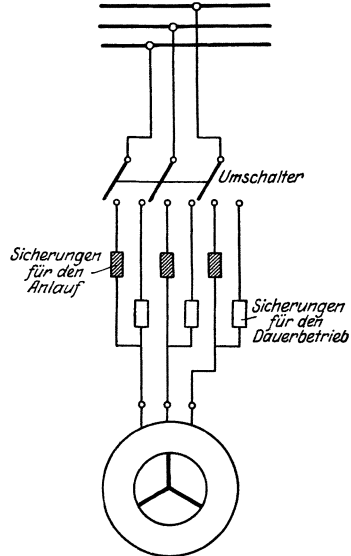 Umschalter
Sicherungen
für den
Anlauf
Sicherungen
für den
Dauerbetrieb